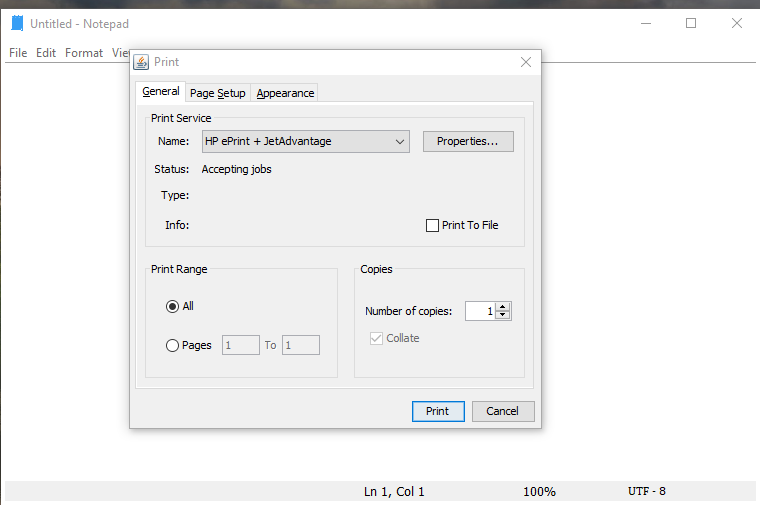 Untitled - Notepad
File Edit Format
Print
General Page Setup Appearance
Print Service
Name: HP ePrint + JetAdvantage Properties...
Status: Accepting jobs
Type:
Info: Print To File
Print Range Copies
All
Number of copies: 1
Pages 1 To 1
Collate
Print Cancel
Ln 1, Col 1 100% UTF - 8